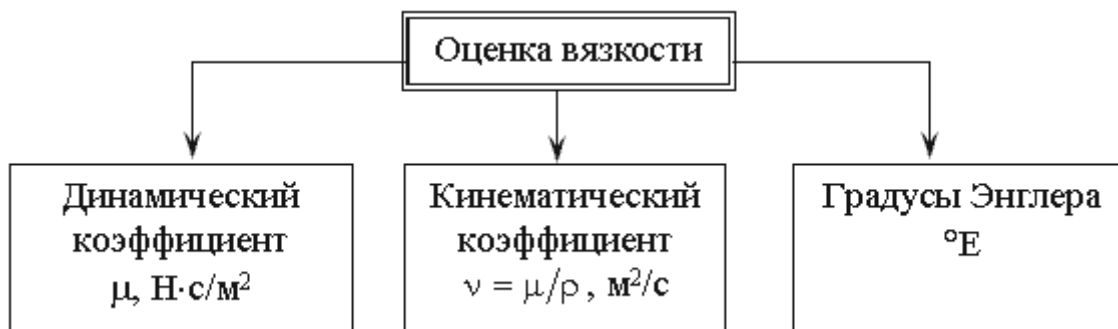 Оценка вязкости
Динамический
коэффициент
μ, Н·с/м²
Кинематический
коэффициент
ν = μ/ρ , м²/с
Градусы Энглера
°Е